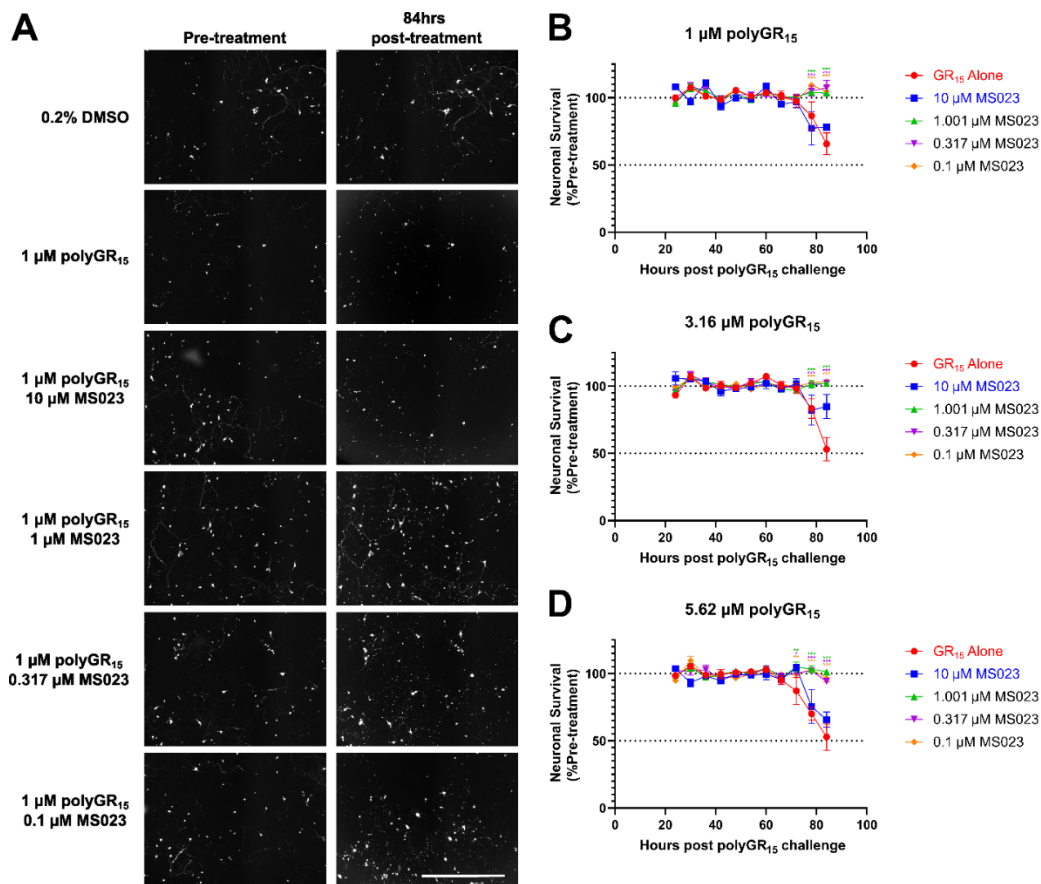 A
Pre-treatment
84hrs
post-treatment
0.2% DMSO
1 µM polyGR15
1 µM polyGR15
10 µM MS023
1 µM polyGR15
1 µM MS023
1 µM polyGR15
0.317 µM MS023
1 µM polyGR15
0.1 µM MS023
B
1 µM polyGR15
Neuronal Survival
(%Pre-treatment)
100
50
0
0 20 40 60 80 100
Hours post polyGR15 challenge
GR15 Alone
10 µM MS023
1.001 µM MS023
0.317 µM MS023
0.1 µM MS023
C
3.16 µM polyGR15
Neuronal Survival
(%Pre-treatment)
100
50
0
0 20 40 60 80 100
Hours post polyGR15 challenge
GR15 Alone
10 µM MS023
1.001 µM MS023
0.317 µM MS023
0.1 µM MS023
D
5.62 µM polyGR15
Neuronal Survival
(%Pre-treatment)
100
50
0
0 20 40 60 80 100
Hours post polyGR15 challenge
GR15 Alone
10 µM MS023
1.001 µM MS023
0.317 µM MS023
0.1 µM MS023